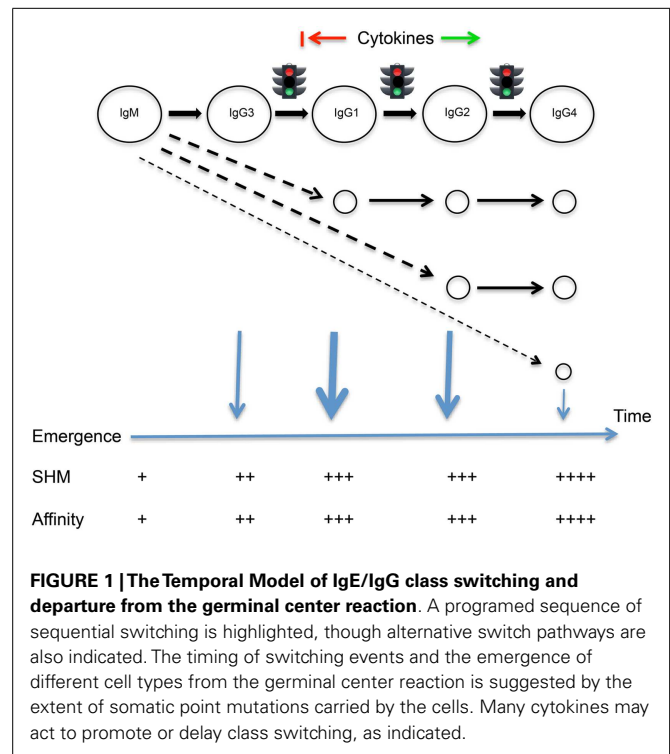 Cytokines
IgM IgG3 IgG1 IgG2 IgG4
Time
Emergence
SHM + ++ +++ +++ ++++
Affinity + ++ +++ +++ ++++
FIGURE 1 | The Temporal Model of IgE/IgG class switching and
departure from the germinal center reaction. A programed sequence of
sequential switching is highlighted, though alternative switch pathways are
also indicated. The timing of switching events and the emergence of
different cell types from the germinal center reaction is suggested by the
extent of somatic point mutations carried by the cells. Many cytokines may
act to promote or delay class switching, as indicated.